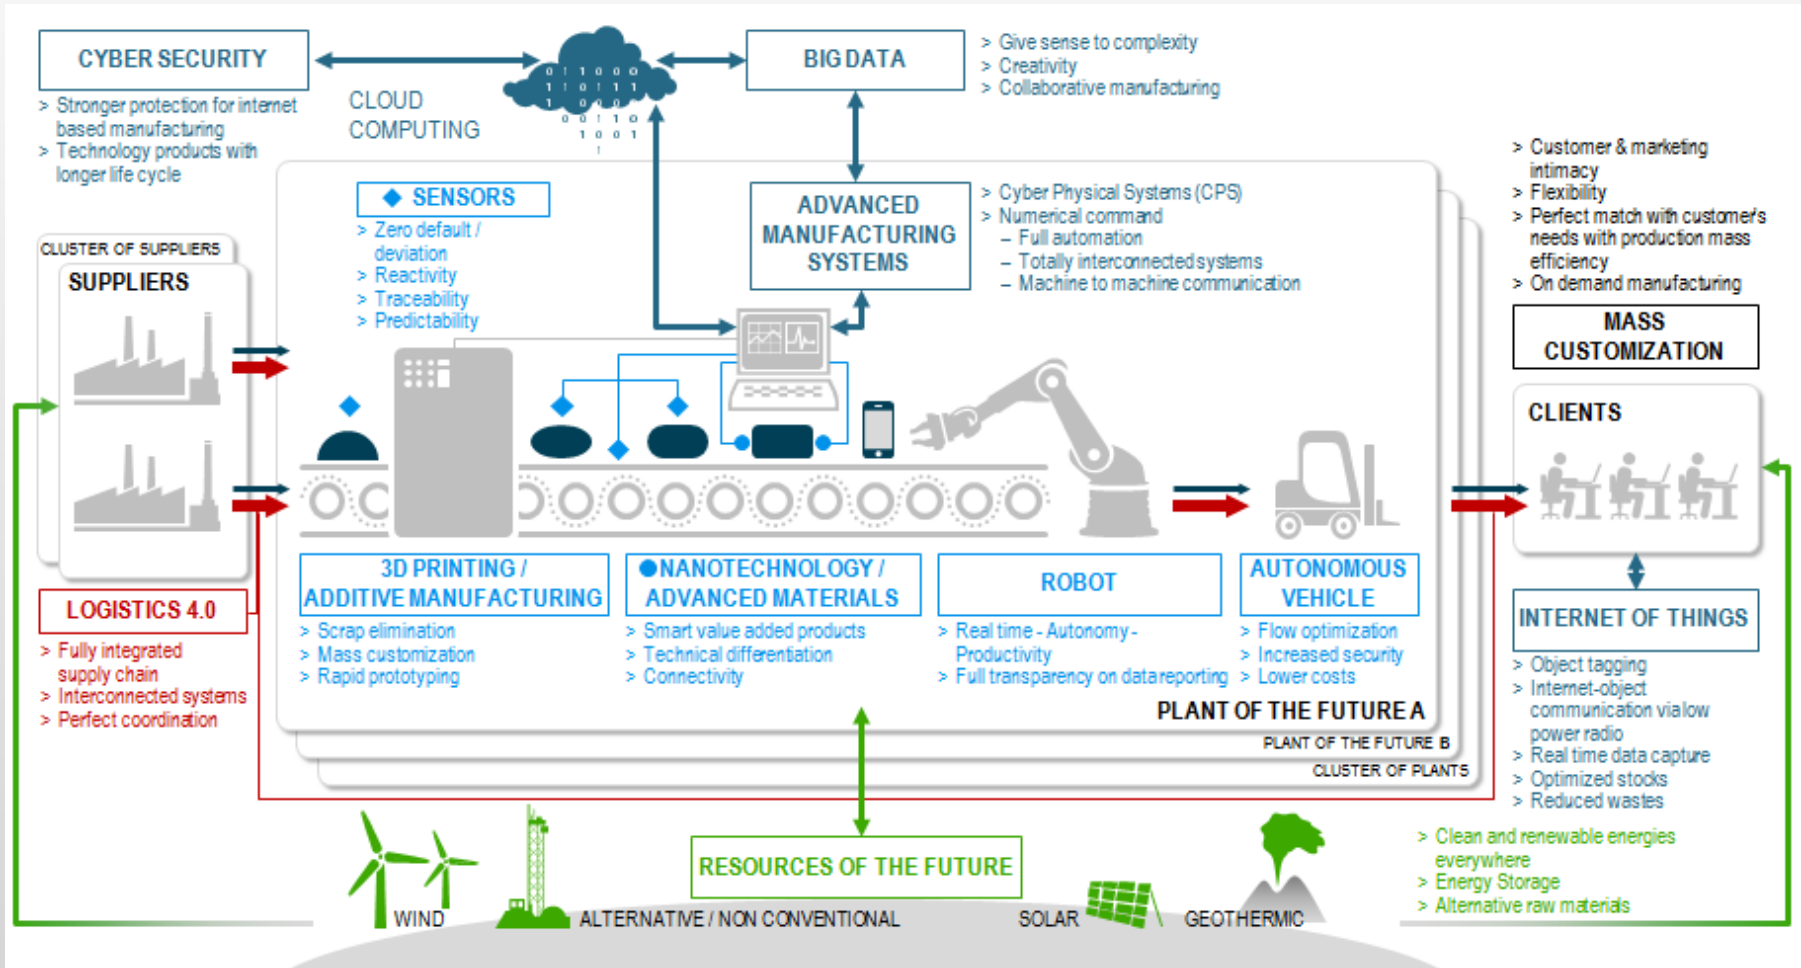 CYBER SECURITY
> Stronger protection for internet
based manufacturing
> Technology products with
longer life cycle
CLOUD
COMPUTING
0 1 1 0 0 0
BIG DATA
> Give sense to complexity
> Creativity
> Collaborative manufacturing
SENSORS
> Zero default /
deviation
> Reactivity
> Traceability
> Predictability
ADVANCED
MANUFACTURING
SYSTEMS
> Cyber Physical Systems (CPS)
> Numerical command
– Full automation
– Totally interconnected systems
– Machine to machine communication
> Customer & marketing
intimacy
> Flexibility
> Perfect match with customer's
needs with production mass
efficiency
> On demand manufacturing
MASS
CUSTOMIZATION
CLUSTER OF SUPPLIERS
SUPPLIERS
CLIENTS
LOGISTICS 4.0
> Fully integrated
supply chain
> Interconnected systems
> Perfect coordination
3D PRINTING /
ADDITIVE MANUFACTURING
> Scrap elimination
> Mass customization
> Rapid prototyping
NANOTECHNOLOGY /
ADVANCED MATERIALS
> Smart value added products
> Technical differentiation
> Connectivity
ROBOT
> Real time - Autonomy -
Productivity
> Full transparency on data reporting
AUTONOMOUS
VEHICLE
> Flow optimization
> Increased security
> Lower costs
PLANT OF THE FUTURE A
PLANT OF THE FUTURE B
CLUSTER OF PLANTS
INTERNET OF THINGS
> Object tagging
> Internet-object
communication via low
power radio
> Real time data capture
> Optimized stocks
> Reduced wastes
RESOURCES OF THE FUTURE
> Clean and renewable energies
everywhere
> Energy Storage
> Alternative raw materials
WIND
ALTERNATIVE / NON CONVENTIONAL
SOLAR
GEOTHERMIC